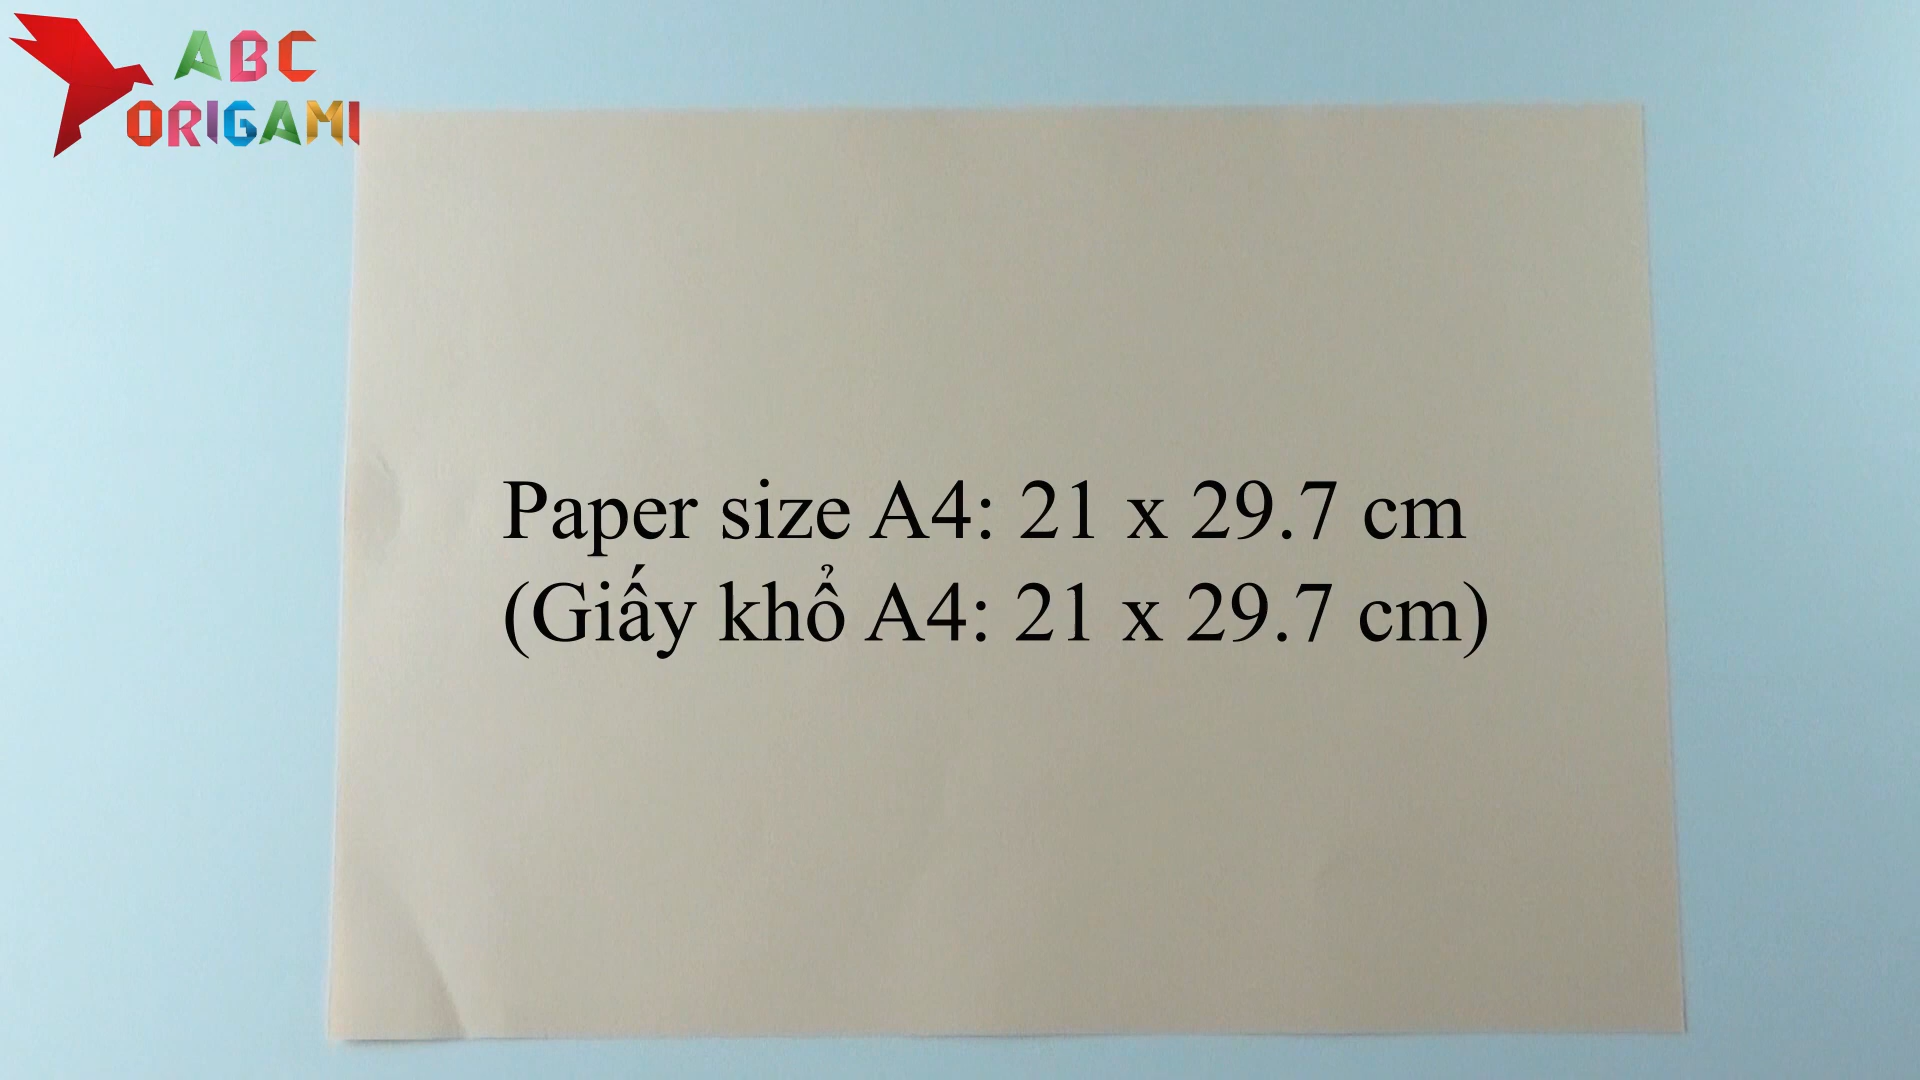 ABC
ORIGAMI
Paper size A4: 21 x 29.7 cm
(Giấy khổ A4: 21 x 29.7 cm)